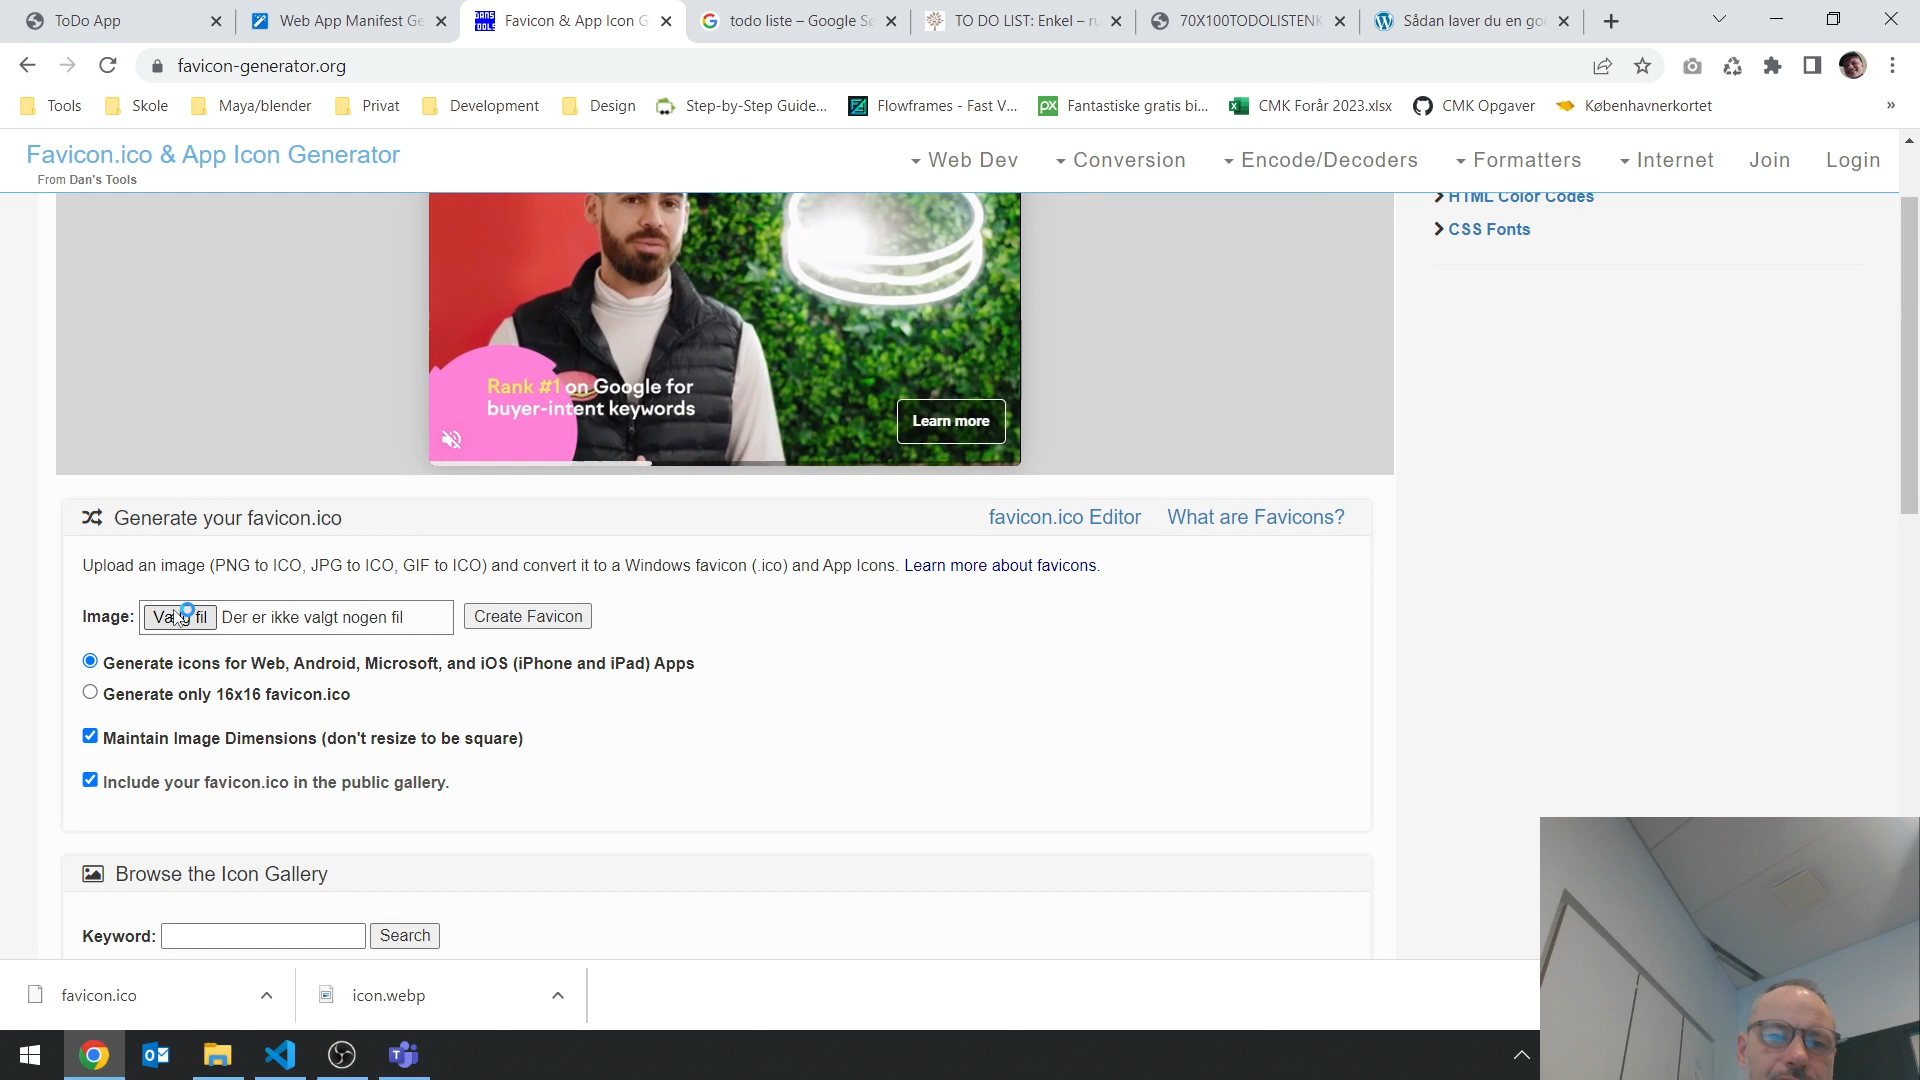 ToDo App
Web App Manifest Ge
Favicon & App Icon G
todo liste – Google Sø
TO DO LIST: Enkel – ru
70X100TODOLISTENK
Sådan laver du en go
favicon-generator.org
Tools
Skole
Maya/blender
Privat
Development
Design
Step-by-Step Guide...
Flowframes - Fast V...
Fantastiske gratis bi...
CMK Forår 2023.xlsx
CMK Opgaver
Københavnerkortet
»
Favicon.ico & App Icon Generator
From Dan's Tools
Web Dev
Conversion
Encode/Decoders
Formatters
Internet
Join
Login
HTML Color Codes
CSS Fonts
Rank #1 on Google for
buyer-intent keywords
Learn more
Generate your favicon.ico
favicon.ico Editor
What are Favicons?
Upload an image (PNG to ICO, JPG to ICO, GIF to ICO) and convert it to a Windows favicon (.ico) and App Icons. Learn more about favicons.
Image:
Vælg fil
Der er ikke valgt nogen fil
Create Favicon
Generate icons for Web, Android, Microsoft, and iOS (iPhone and iPad) Apps
Generate only 16x16 favicon.ico
Maintain Image Dimensions (don't resize to be square)
Include your favicon.ico in the public gallery.
Browse the Icon Gallery
Keyword:
Search
favicon.ico
icon.webp